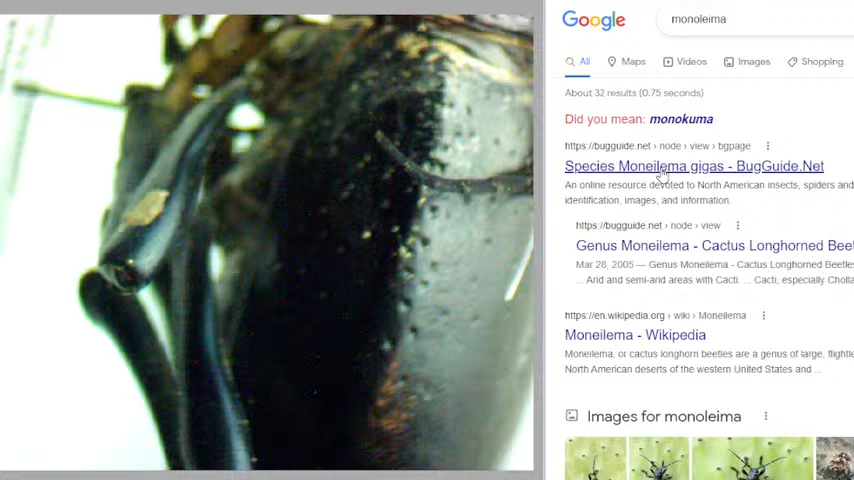 Google
monoleima
All
Maps
Videos
Images
Shopping
About 32 results (0.75 seconds)
Did you mean: monokuma
https://bugguide.net › node › view › bgpage
Species Moneilema gigas - BugGuide.Net
An online resource devoted to North American insects, spiders and
identification, images, and information.
https://bugguide.net › node › view
Genus Moneilema - Cactus Longhorned Beetl
Mar 28, 2005 — Genus Moneilema - Cactus Longhorned Beetles
... Arid and semi-arid areas with Cacti. ... Cacti, especially Cholla
https://en.wikipedia.org › wiki › Moneilema
Moneilema - Wikipedia
Moneilema, or cactus longhorn beetles are a genus of large, flightle
North American deserts of the western United States and ...
Images for monoleima